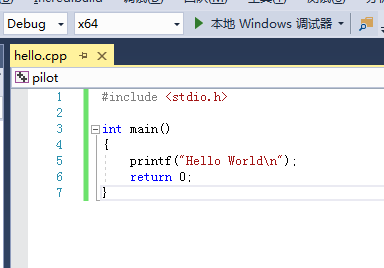 Debug
x64
本地 Windows 调试器
hello.cpp
pilot
1 #include <stdio.h>
2
3 int main()
4 {
5 printf("Hello World\n");
6 return 0;
7 }